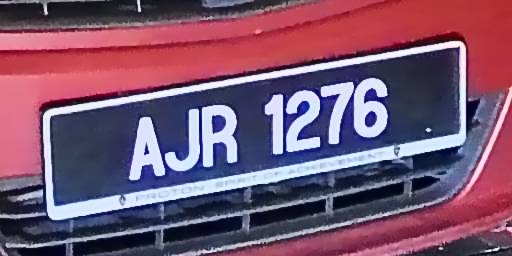 AJR 1276
PROTON SPIRIT OF ACHIEVEMENT